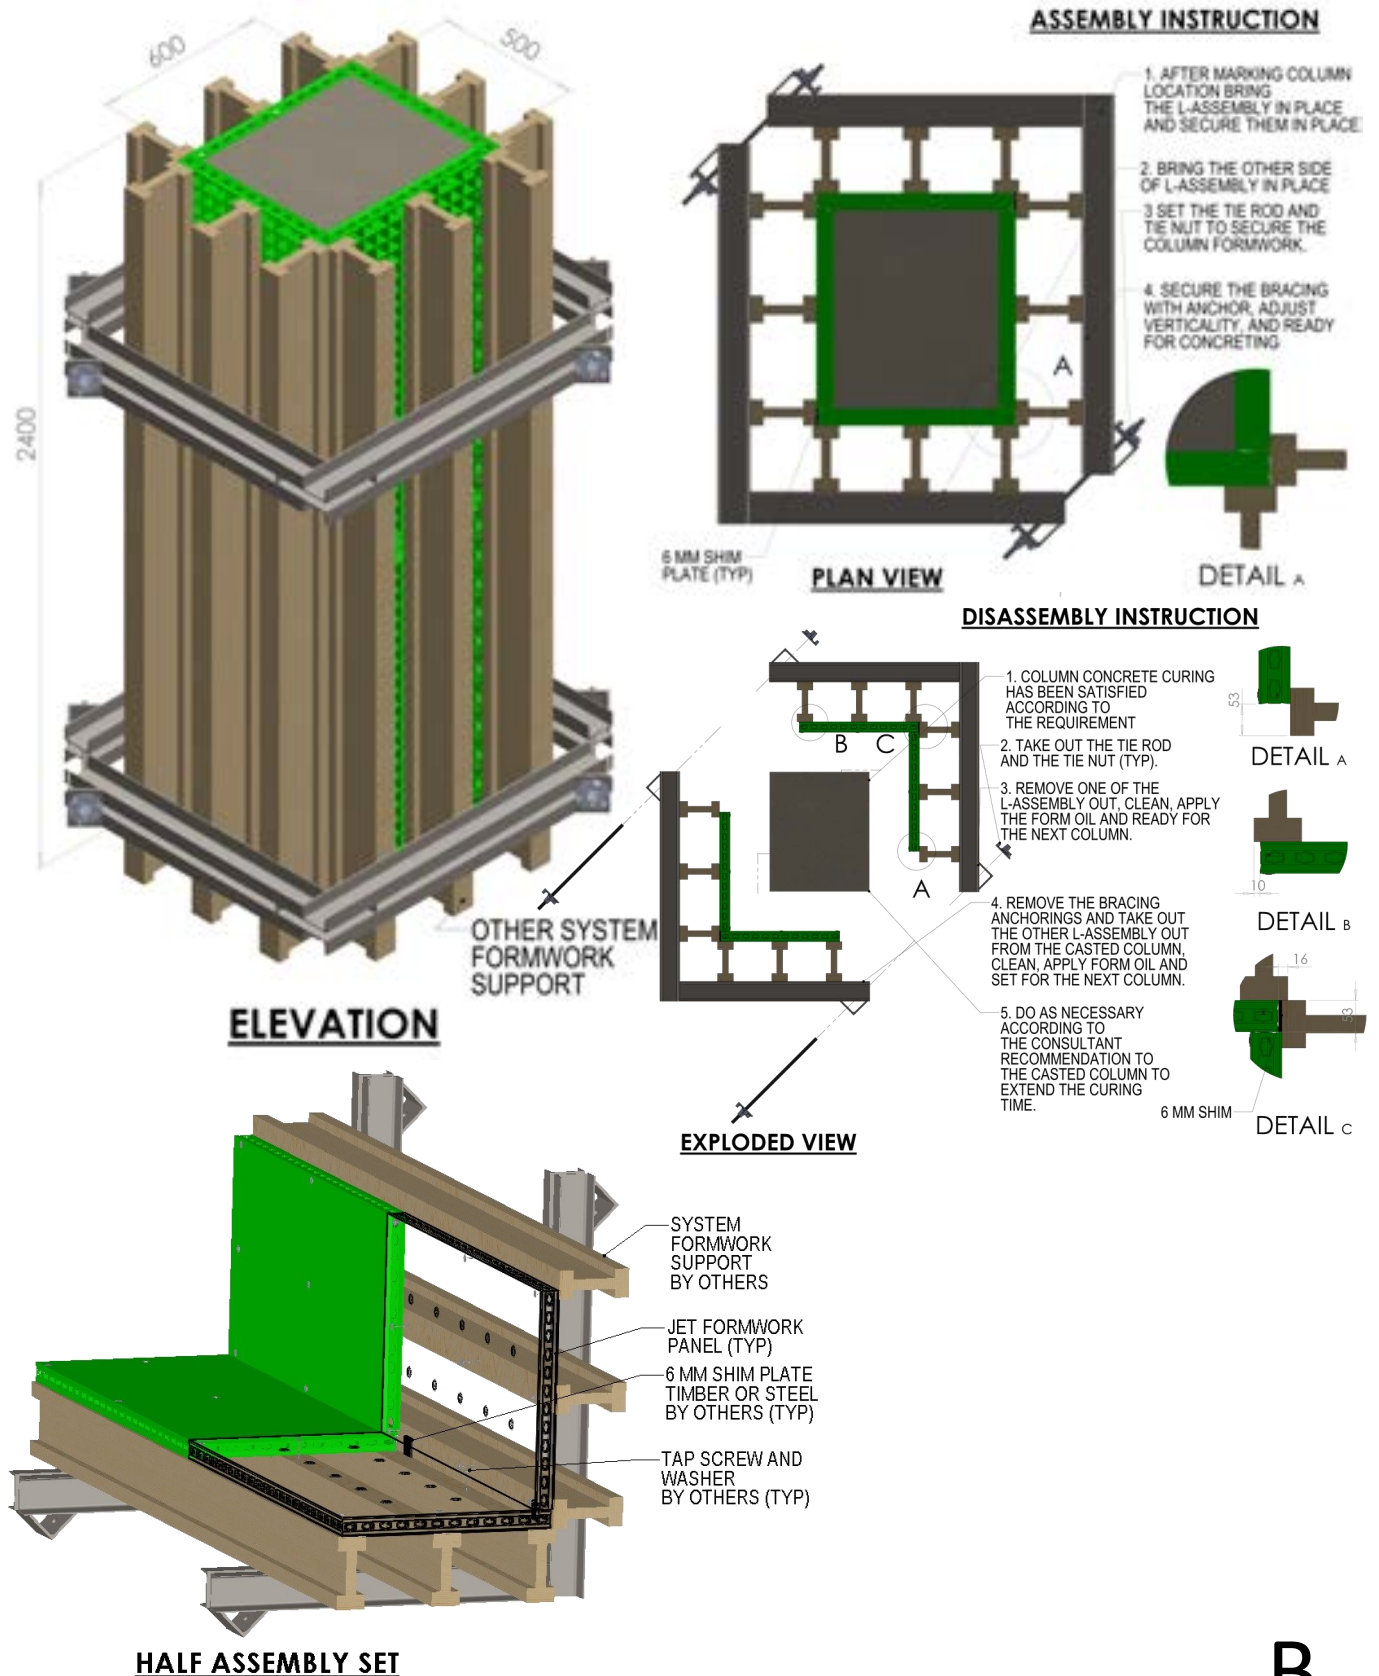 600
500
2400
OTHER SYSTEM
FORMWORK
SUPPORT
ELEVATION
ASSEMBLY INSTRUCTION
1. AFTER MARKING COLUMN
LOCATION BRING
THE L-ASSEMBLY IN PLACE
AND SECURE THEM IN PLACE.
2. BRING THE OTHER SIDE
OF L-ASSEMBLY IN PLACE
3 SET THE TIE ROD AND
TIE NUT TO SECURE THE
COLUMN FORMWORK.
4. SECURE THE BRACING
WITH ANCHOR, ADJUST
VERTICALITY, AND READY
FOR CONCRETING
A
6 MM SHIM
PLATE (TYP)
PLAN VIEW
DETAIL A
DISASSEMBLY INSTRUCTION
1. COLUMN CONCRETE CURING
HAS BEEN SATISFIED
ACCORDING TO
THE REQUIREMENT
2. TAKE OUT THE TIE ROD
AND THE TIE NUT (TYP).
3. REMOVE ONE OF THE
L-ASSEMBLY OUT, CLEAN, APPLY
THE FORM OIL AND READY FOR
THE NEXT COLUMN.
4. REMOVE THE BRACING
ANCHORINGS AND TAKE OUT
THE OTHER L-ASSEMBLY OUT
FROM THE CASTED COLUMN,
CLEAN, APPLY FORM OIL AND
SET FOR THE NEXT COLUMN.
5. DO AS NECESSARY
ACCORDING TO
THE CONSULTANT
RECOMMENDATION TO
THE CASTED COLUMN TO
EXTEND THE CURING
TIME.
B C
A
EXPLODED VIEW
53
DETAIL A
10
DETAIL B
16
53
6 MM SHIM
DETAIL C
SYSTEM
FORMWORK
SUPPORT
BY OTHERS
JET FORMWORK
PANEL (TYP)
6 MM SHIM PLATE
TIMBER OR STEEL
BY OTHERS (TYP)
TAP SCREW AND
WASHER
BY OTHERS (TYP)
HALF ASSEMBLY SET
B